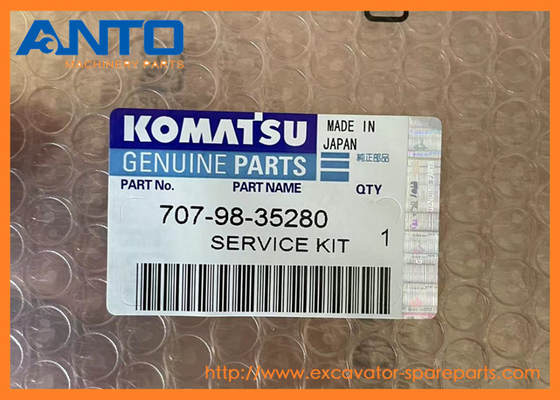 ANTO
MACHINERY PARTS
KOMATSU
GENUINE PARTS
MADE IN
JAPAN
純正部品
PART No. PART NAME QTY
707-98-35280
SERVICE KIT 1
http://www.excavator-spareparts.com